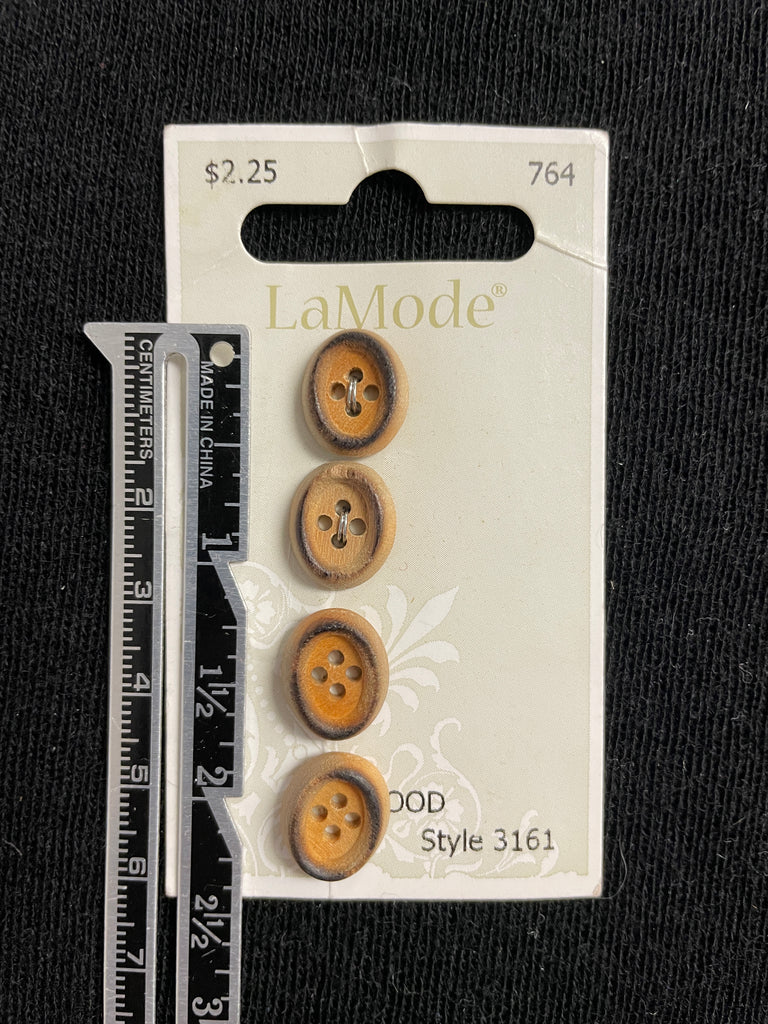 $2.25
764
LaMode®
CENTIMETERS
MADE IN CHINA
2
3
4
5
6
7
1
1½
2
2½
3
OOD
Style 3161